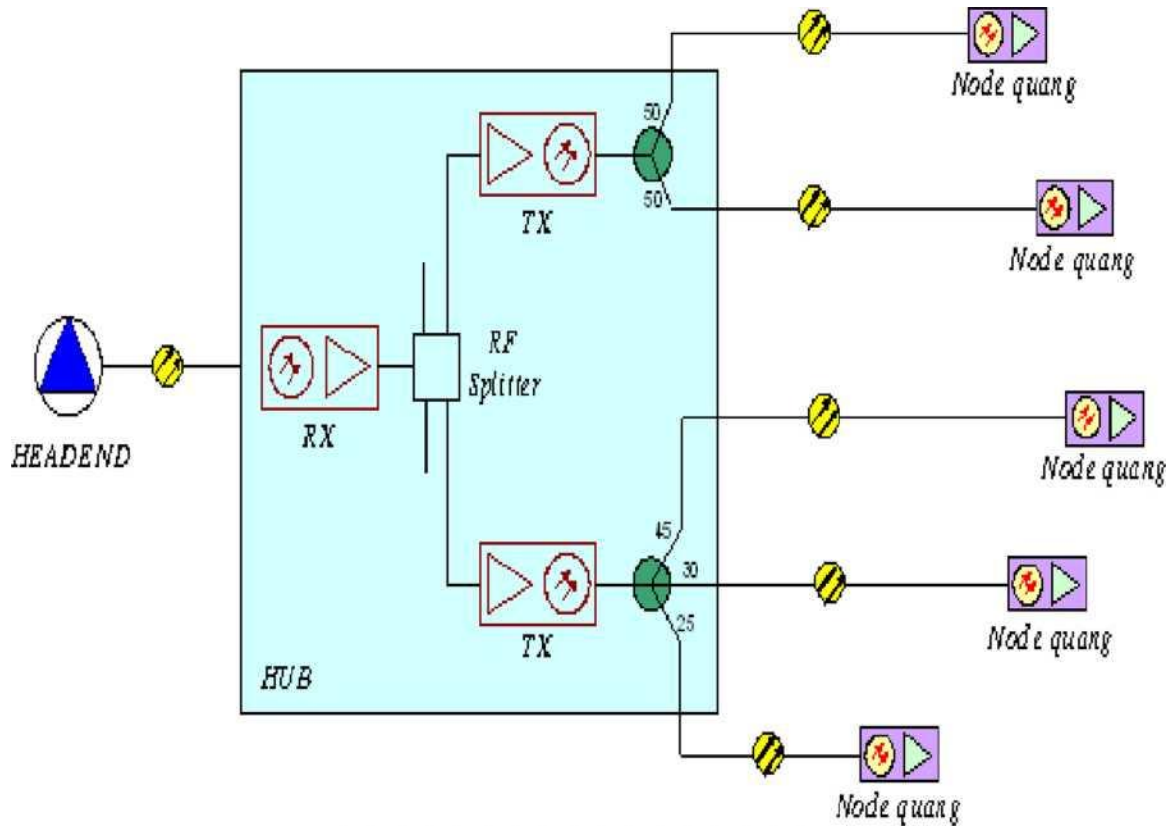 Node quang
50
50
TX
Node quang
RF
Splitter
RX
HEADEND
Node quang
45
30
25
TX
Node quang
HUB
Node quang